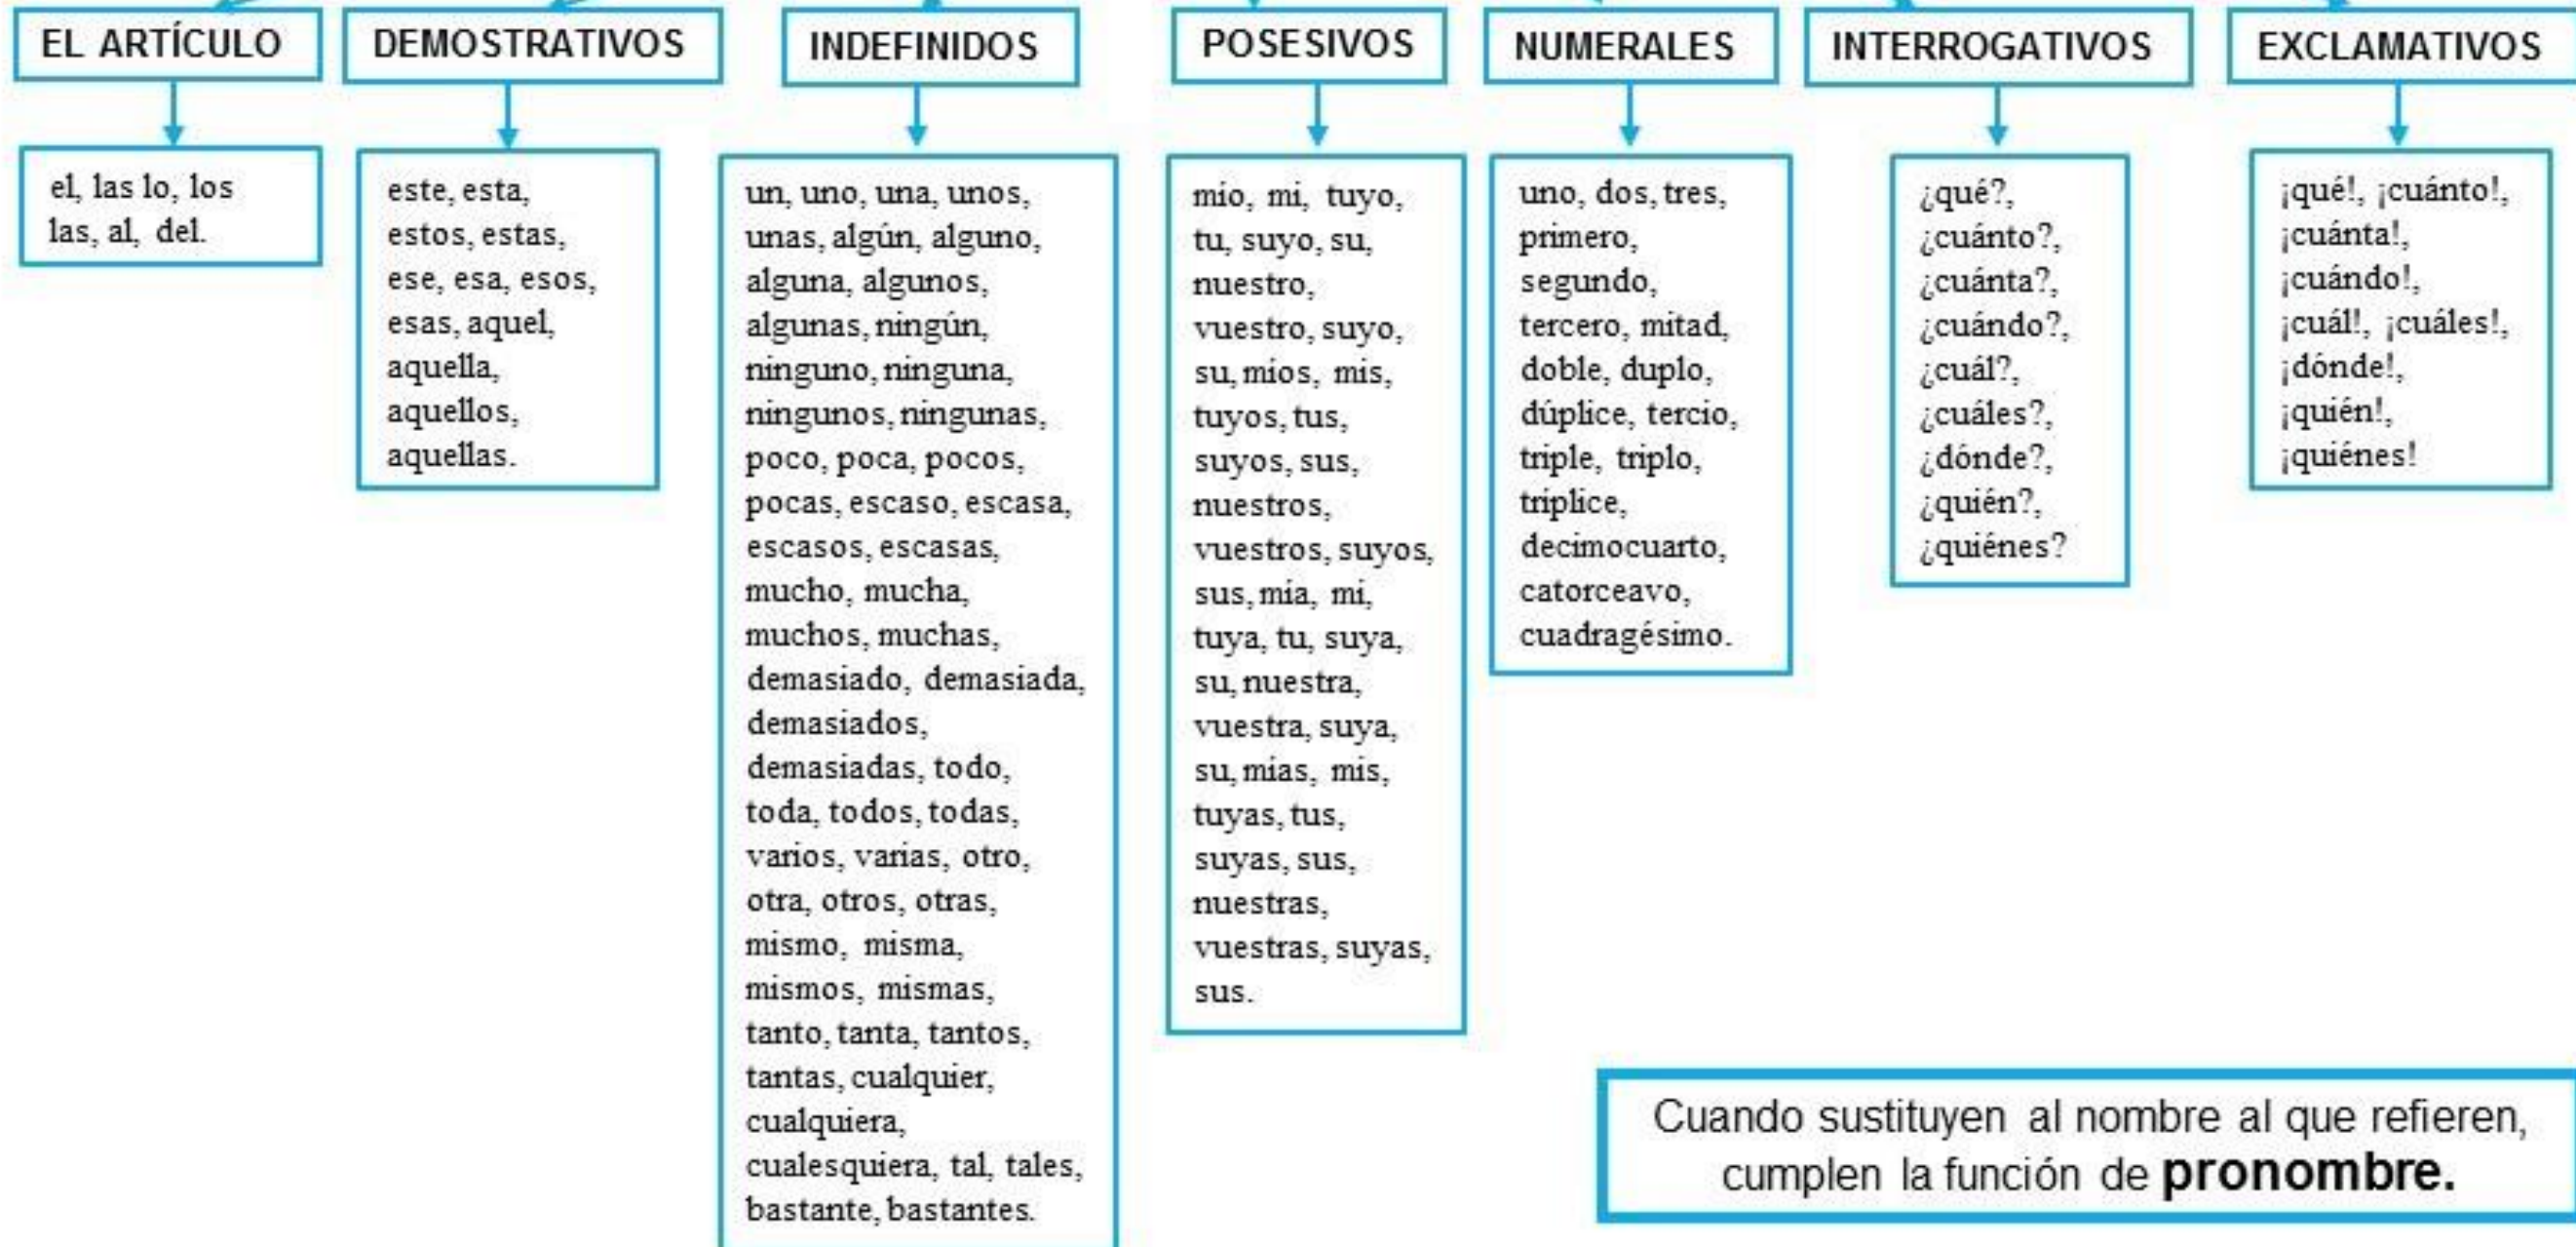 EL ARTÍCULO
el, las lo, los
las, al, del.
DEMOSTRATIVOS
este, esta,
estos, estas,
ese, esa, esos,
esas, aquel,
aquella,
aquellos,
aquellas.
INDEFINIDOS
un, uno, una, unos,
unas, algún, alguno,
alguna, algunos,
algunas, ningún,
ninguno, ninguna,
ningunos, ningunas,
poco, poca, pocos,
pocas, escaso, escasa,
escasos, escasas,
mucho, mucha,
muchos, muchas,
demasiado, demasiada,
demasiados,
demasiadas, todo,
toda, todos, todas,
varios, varias, otro,
otra, otros, otras,
mismo, misma,
mismos, mismas,
tanto, tanta, tantos,
tantas, cualquier,
cualquiera,
cualesquiera, tal, tales,
bastante, bastantes.
POSESIVOS
mío, mi, tuyo,
tu, suyo, su,
nuestro,
vuestro, suyo,
su, míos, mis,
tuyos, tus,
suyos, sus,
nuestros,
vuestros, suyos,
sus, mía, mi,
tuya, tu, suya,
su, nuestra,
vuestra, suya,
su, mías, mis,
tuyas, tus,
suyas, sus,
nuestras,
vuestras, suyas,
sus.
NUMERALES
uno, dos, tres,
primero,
segundo,
tercero, mitad,
doble, duplo,
dúplice, tercio,
triple, triplo,
tríplice,
decimocuarto,
catorceavo,
cuadragésimo.
INTERROGATIVOS
¿qué?,
¿cuánto?,
¿cuánta?,
¿cuándo?,
¿cuál?,
¿cuáles?,
¿dónde?,
¿quién?,
¿quiénes?
EXCLAMATIVOS
¡qué!, ¡cuánto!,
¡cuánta!,
¡cuándo!,
¡cuál!, ¡cuáles!,
¡dónde!,
¡quién!,
¡quiénes!
Cuando sustituyen al nombre al que refieren,
cumplen la función de pronombre.